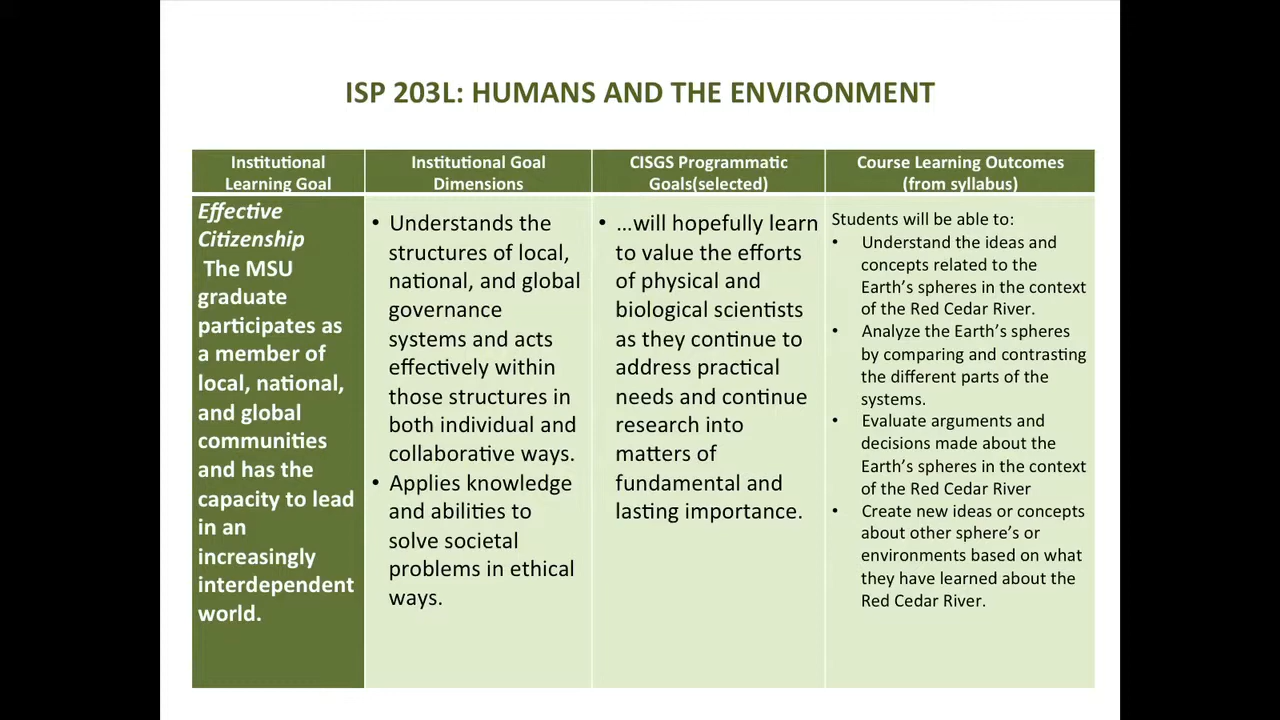 ISP 203L: HUMANS AND THE ENVIRONMENT
Institutional
Learning Goal
Institutional Goal
Dimensions
CISGS Programmatic
Goals(selected)
Course Learning Outcomes
(from syllabus)
Effective
Citizenship
The MSU
graduate
participates as
a member of
local, national,
and global
communities
and has the
capacity to lead
in an
increasingly
interdependent
world.
• Understands the
structures of local,
national, and global
governance
systems and acts
effectively within
those structures in
both individual and
collaborative ways.
• Applies knowledge
and abilities to
solve societal
problems in ethical
ways.
• …will hopefully learn
to value the efforts
of physical and
biological scientists
as they continue to
address practical
needs and continue
research into
matters of
fundamental and
lasting importance.
Students will be able to:
• Understand the ideas and
concepts related to the
Earth's spheres in the context
of the Red Cedar River.
• Analyze the Earth's spheres
by comparing and contrasting
the different parts of the
systems.
• Evaluate arguments and
decisions made about the
Earth's spheres in the context
of the Red Cedar River
• Create new ideas or concepts
about other sphere's or
environments based on what
they have learned about the
Red Cedar River.